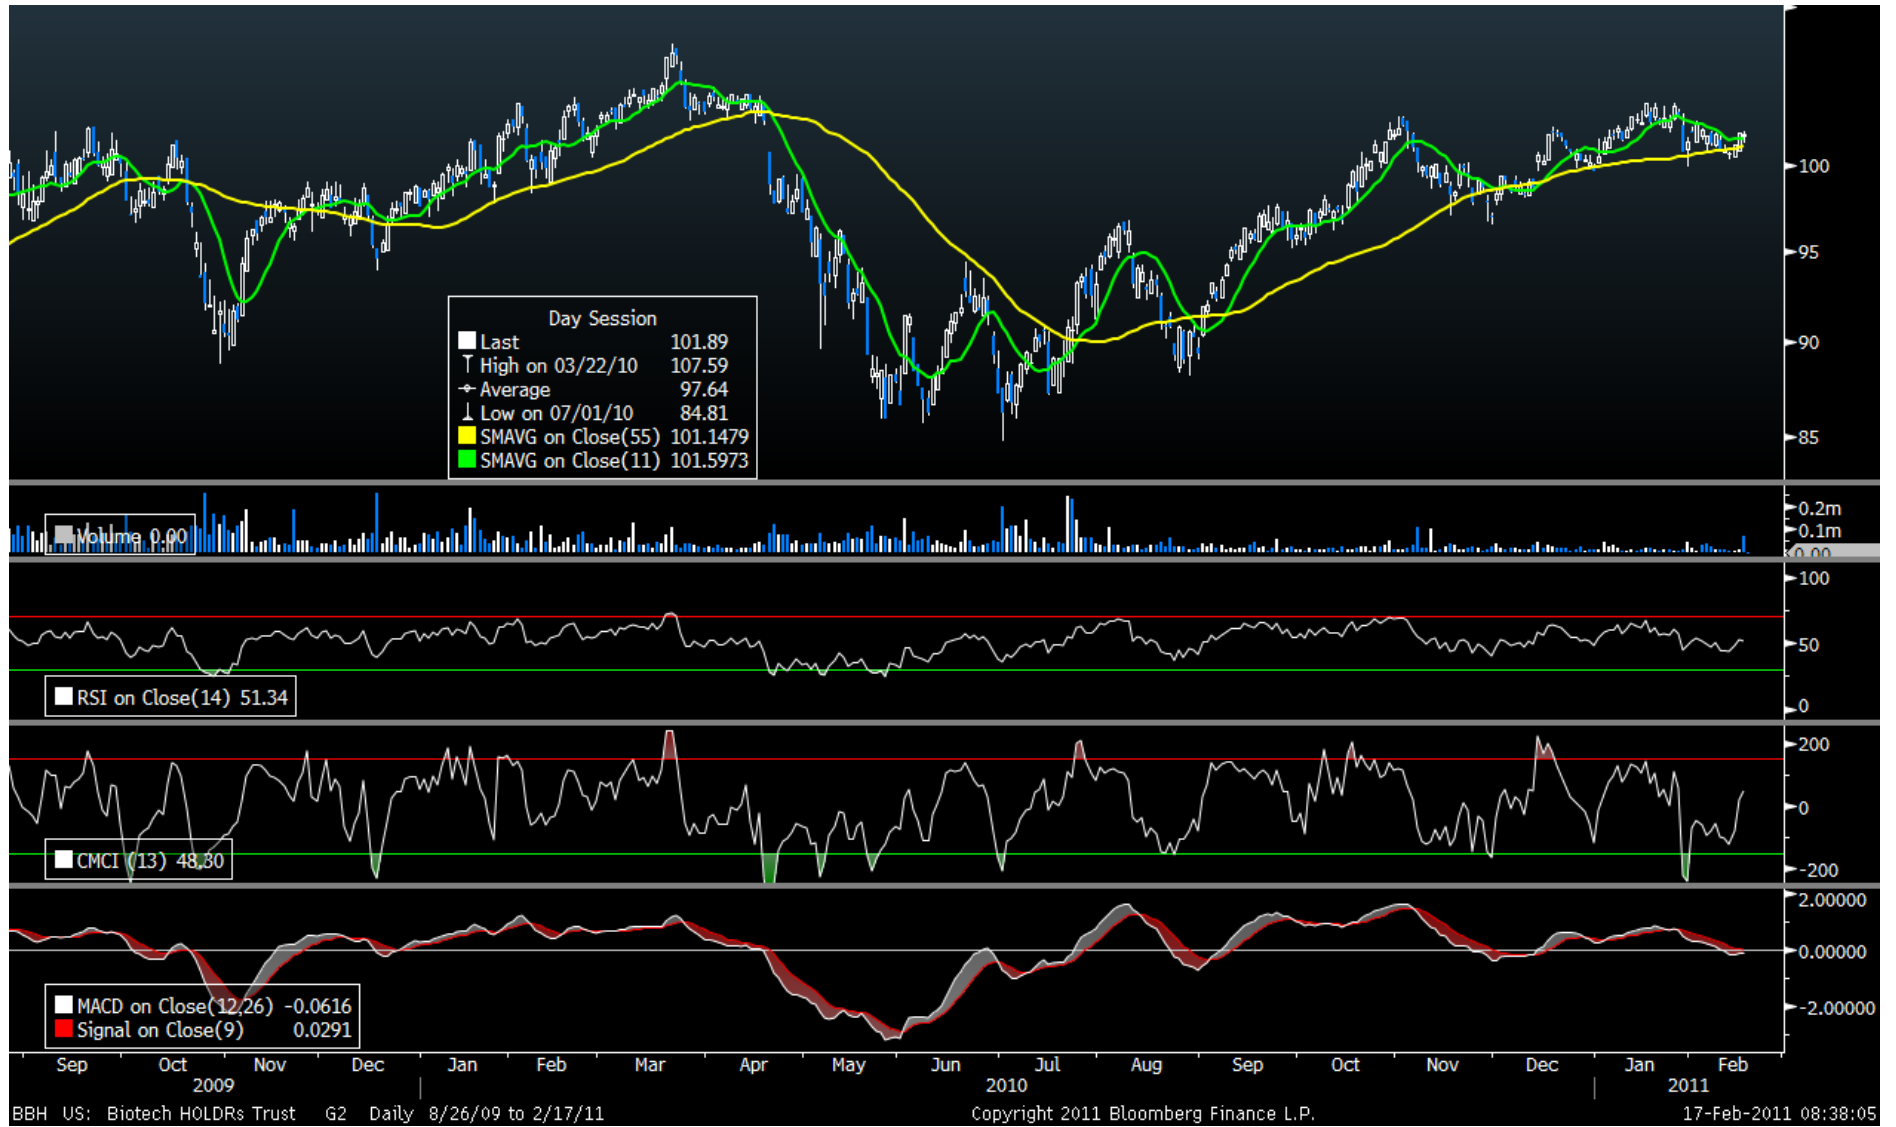 100
95
90
85
Day Session
Last 101.89
High on 03/22/10 107.59
Average 97.64
Low on 07/01/10 84.81
SMAVG on Close(55) 101.1479
SMAVG on Close(11) 101.5973
Volume 0.00
0.2m
0.1m
0.00
100
50
0
RSI on Close(14) 51.34
200
0
-200
CMCI (13) 48.30
2.00000
0.00000
-2.00000
MACD on Close(12,26) -0.0616
Signal on Close(9) 0.0291
Sep Oct Nov Dec Jan Feb Mar Apr May Jun Jul Aug Sep Oct Nov Dec Jan Feb
2009 2010 2011
BBH US: Biotech HOLDRs Trust G2 Daily 8/26/09 to 2/17/11 Copyright 2011 Bloomberg Finance L.P. 17-Feb-2011 08:38:05